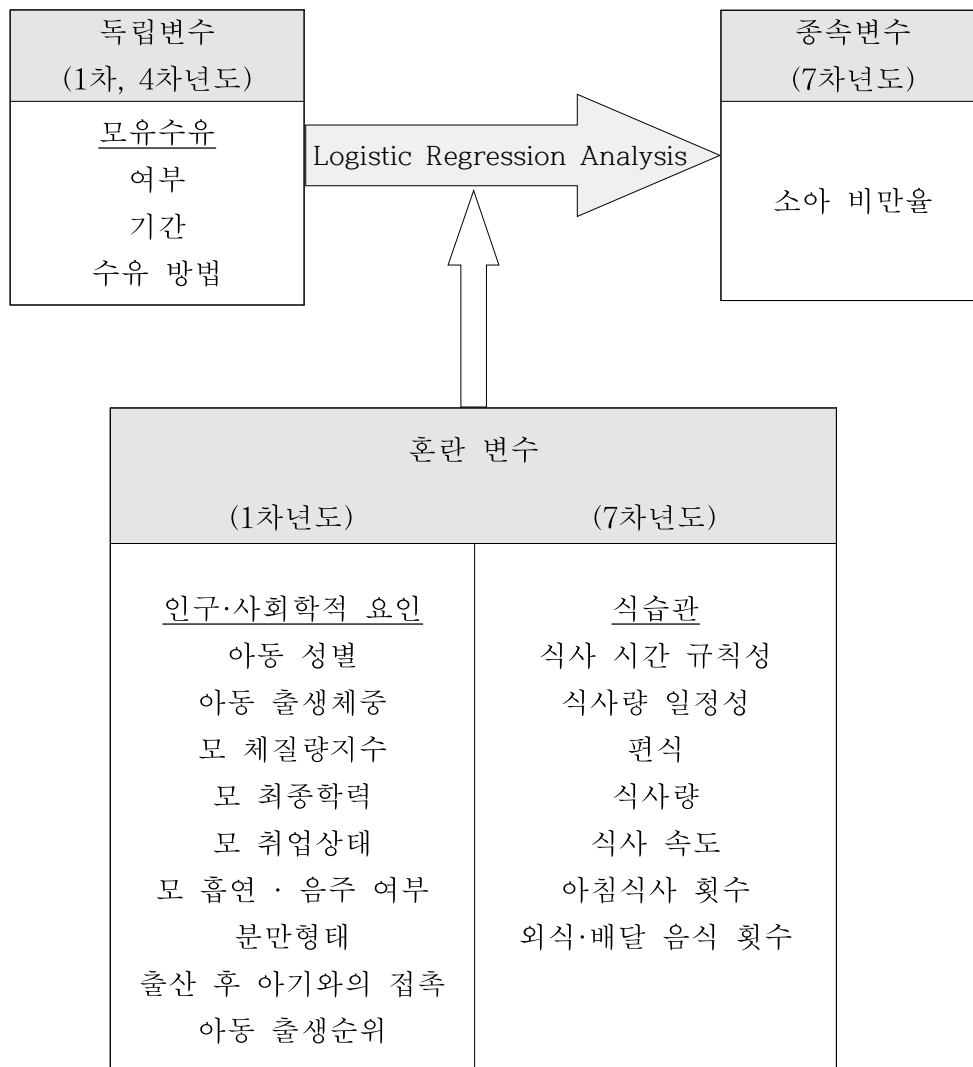 독립변수
(1차, 4차년도)
모유수유
여부
기간
수유 방법
Logistic Regression Analysis
종속변수
(7차년도)
소아 비만율
혼란 변수
(1차년도)
(7차년도)
인구·사회학적 요인
아동 성별
아동 출생체중
모 체질량지수
모 최종학력
모 취업상태
모 흡연 · 음주 여부
분만형태
출산 후 아기와의 접촉
아동 출생순위
식습관
식사 시간 규칙성
식사량 일정성
편식
식사량
식사 속도
아침식사 횟수
외식·배달 음식 횟수